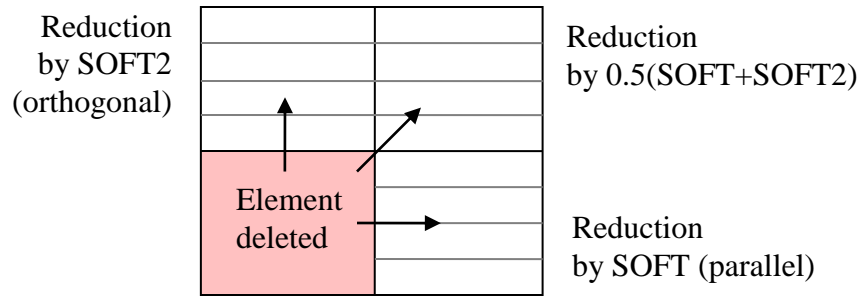 Reduction
by SOFT2
(orthogonal)
Reduction
by 0.5(SOFT+SOFT2)
Element
deleted
Reduction
by SOFT (parallel)